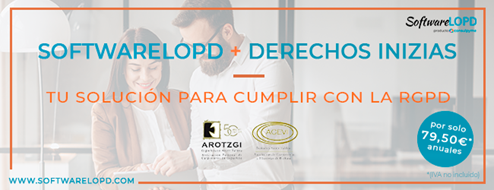 SoftwareLOPD
SOFTWARELOPD + DERECHOS INIZIAS
TU SOLUCIÓN PARA CUMPLIR CON LA RGPD
AROTZGI
por solo
79,50€*
anuales
*(IVA no incluido)
WWW.SOFTWARELOPD.COM